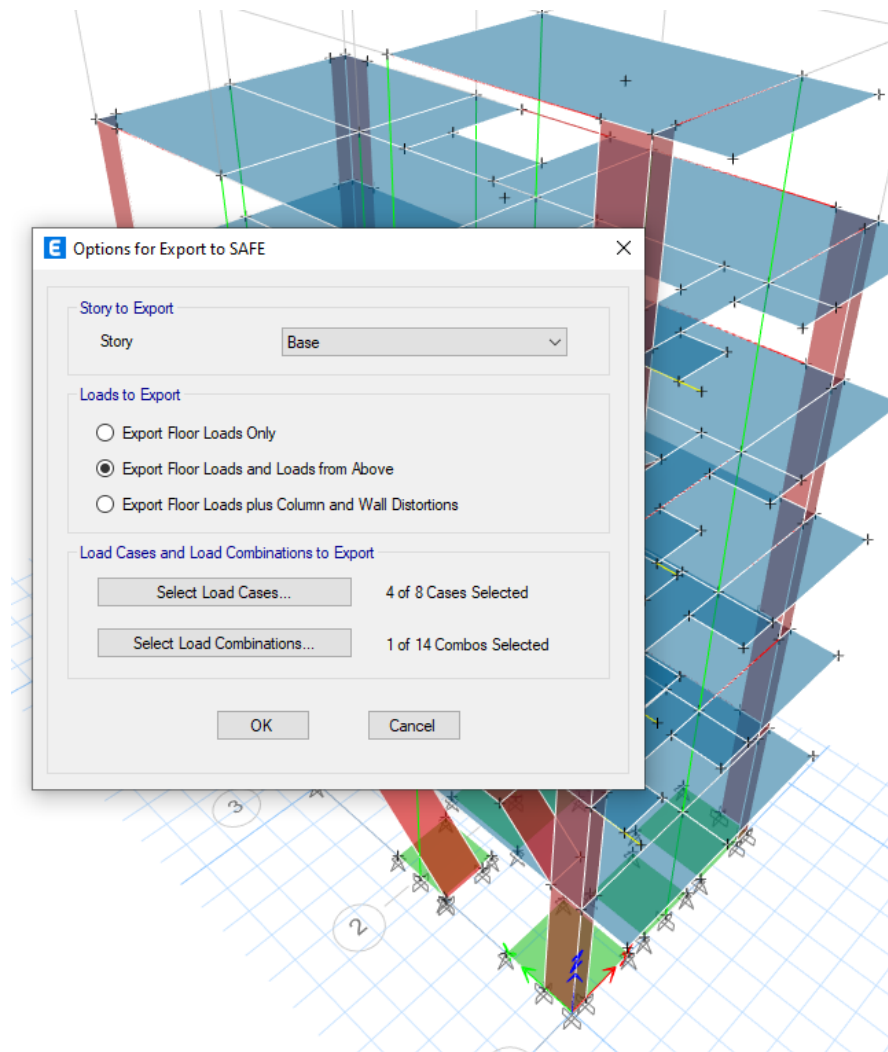 Options for Export to SAFE
Story to Export
Story
Base
Loads to Export
Export Floor Loads Only
Export Floor Loads and Loads from Above
Export Floor Loads plus Column and Wall Distortions
Load Cases and Load Combinations to Export
Select Load Cases...
4 of 8 Cases Selected
Select Load Combinations...
1 of 14 Combos Selected
OK
Cancel
3
2